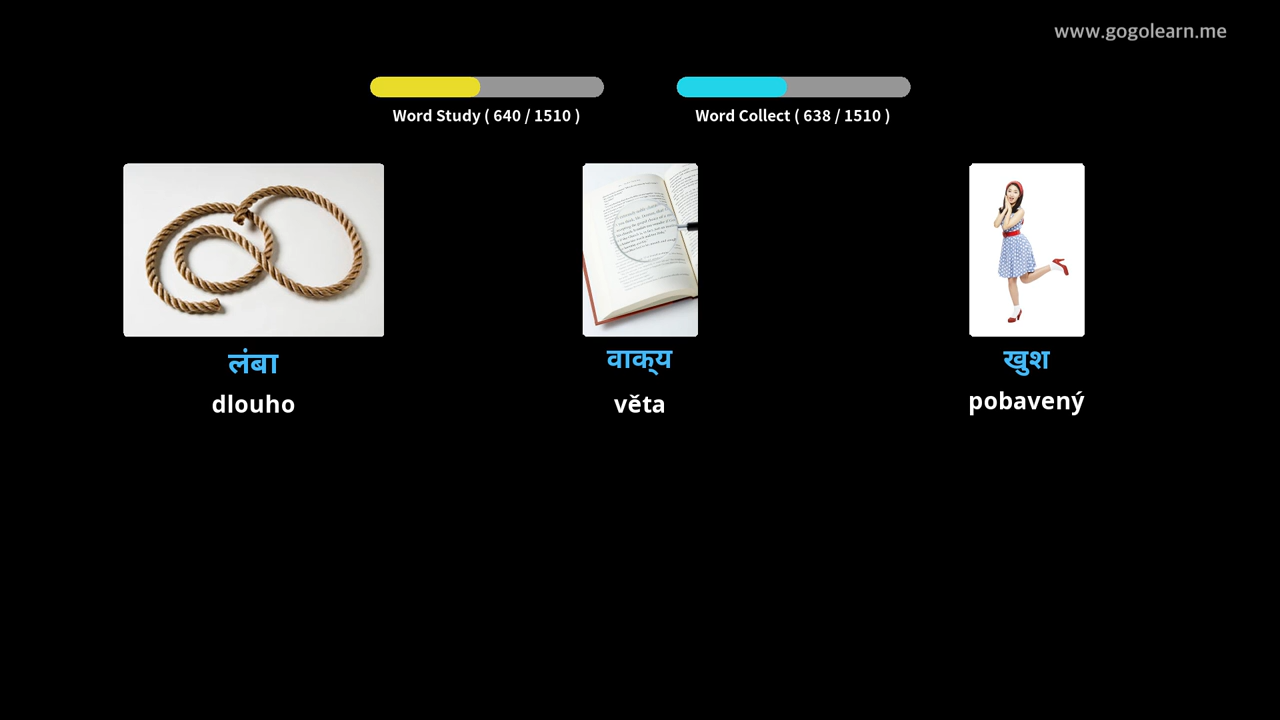 www.gogolearn.me
Word Study ( 640 / 1510 )
Word Collect ( 638 / 1510 )
लंबा
dlouho
वाक्य
věta
खुश
pobavený